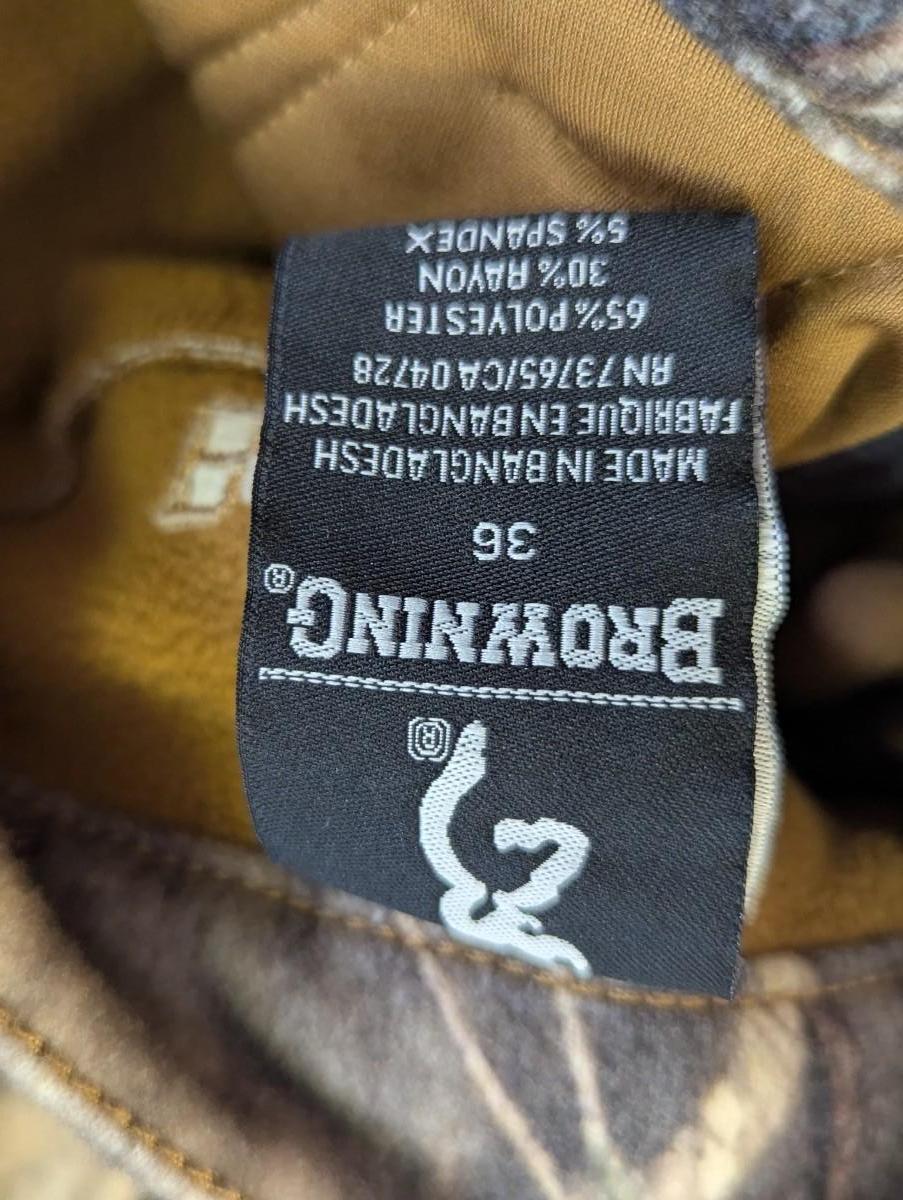 ®
BROWNING®
36
MADE IN BANGLADESH
FABRIQUE EN BANGLADESH
RN 73765/CA 04728
65% POLYESTER
30% RAYON
5% SPANDEX